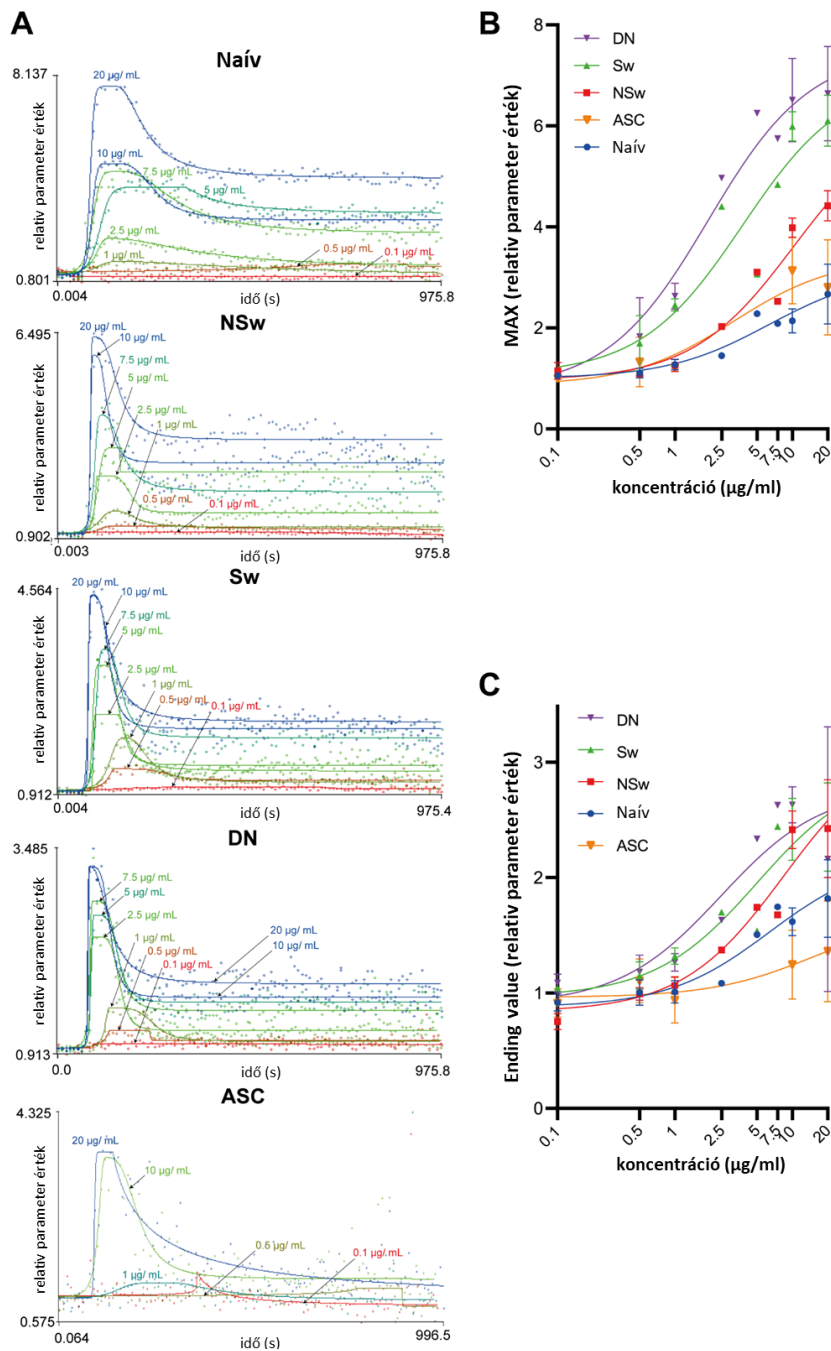 A
Naív
8.137
20 µg/ mL
10 µg/ mL
7.5 µg/ mL
5 µg/ mL
2.5 µg/ mL
1 µg/ mL
0.5 µg/ mL
0.1 µg/ mL
relativ parameter érték
0.801
0.004
idő (s)
975.8
NSw
6.495
20 µg/ mL
10 µg/ mL
7.5 µg/ mL
5 µg/ mL
2.5 µg/ mL
1 µg/ mL
0.5 µg/ mL
0.1 µg/ mL
relativ parameter érték
0.902
0.003
idő (s)
975.8
Sw
4.564
20 µg/ mL
10 µg/ mL
7.5 µg/ mL
5 µg/ mL
2.5 µg/ mL
1 µg/ mL
0.5 µg/ mL
0.1 µg/ mL
relativ parameter érték
0.912
0.004
idő (s)
975.4
DN
3.485
7.5 µg/ mL
5 µg/ mL
2.5 µg/ mL
1 µg/ mL
0.5 µg/ mL
0.1 µg/ mL
20 µg/ mL
10 µg/ mL
relativ parameter érték
0.913
0.0
idő (s)
975.8
ASC
4.325
20 µg/ mL
10 µg/ mL
1 µg/ mL
0.5 µg/ mL
0.1 µg/ mL
relativ parameter érték
0.575
0.064
idő (s)
996.5
B
DN
Sw
NSw
ASC
Naív
MAX (relatív parameter érték)
8
6
4
2
0
0.1
0.5
1
2.5
5
7.5
10
20
koncentráció (µg/ml)
C
DN
Sw
NSw
Naív
ASC
Ending value (relatív parameter érték)
3
2
1
0
0.1
0.5
1
2.5
5
7.5
10
20
koncentráció (µg/ml)